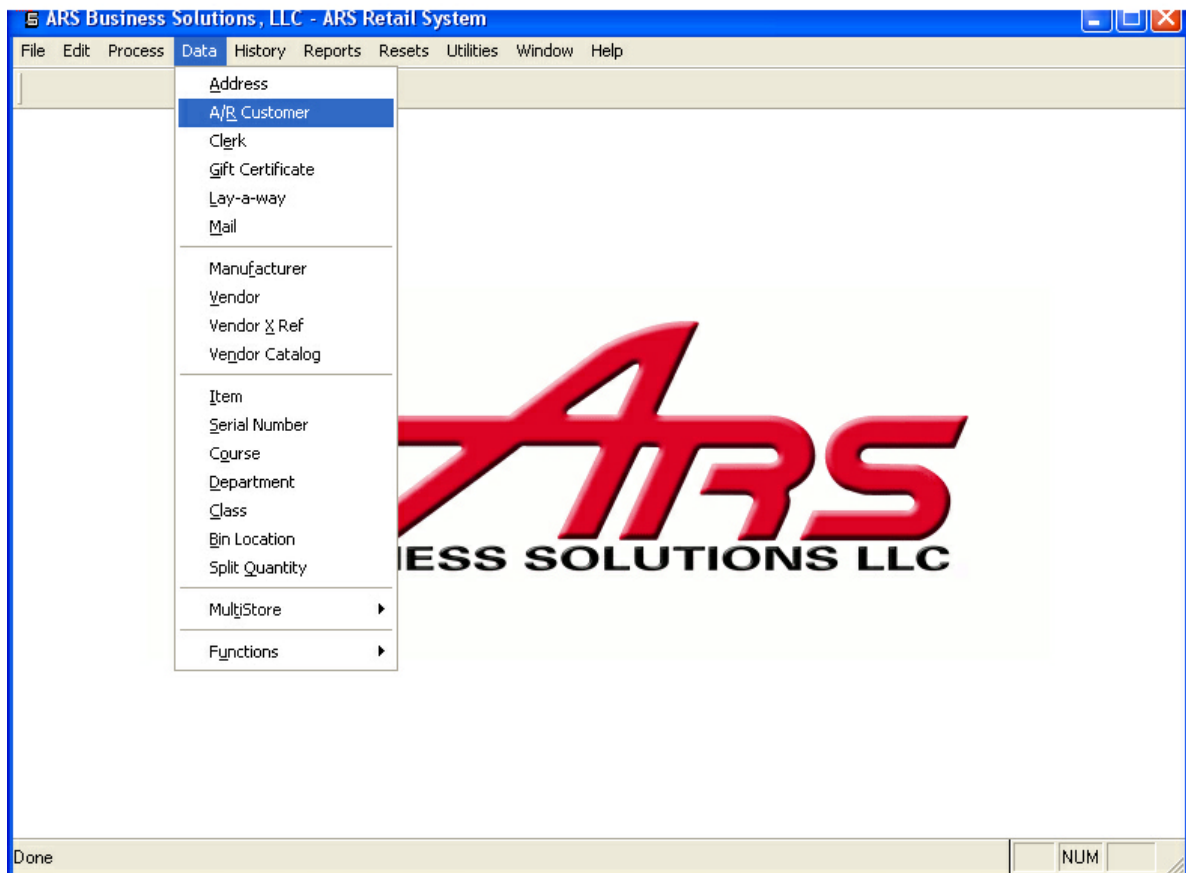 ARS Business Solutions, LLC - ARS Retail System
File Edit Process Data History Reports Resets Utilities Window Help
Address
A/R Customer
Clerk
Gift Certificate
Lay-a-way
Mail
Manufacturer
Vendor
Vendor X Ref
Vendor Catalog
Item
Serial Number
Course
Department
Class
Bin Location
Split Quantity
MultiStore
Functions
ARS
INESS SOLUTIONS LLC
Done NUM